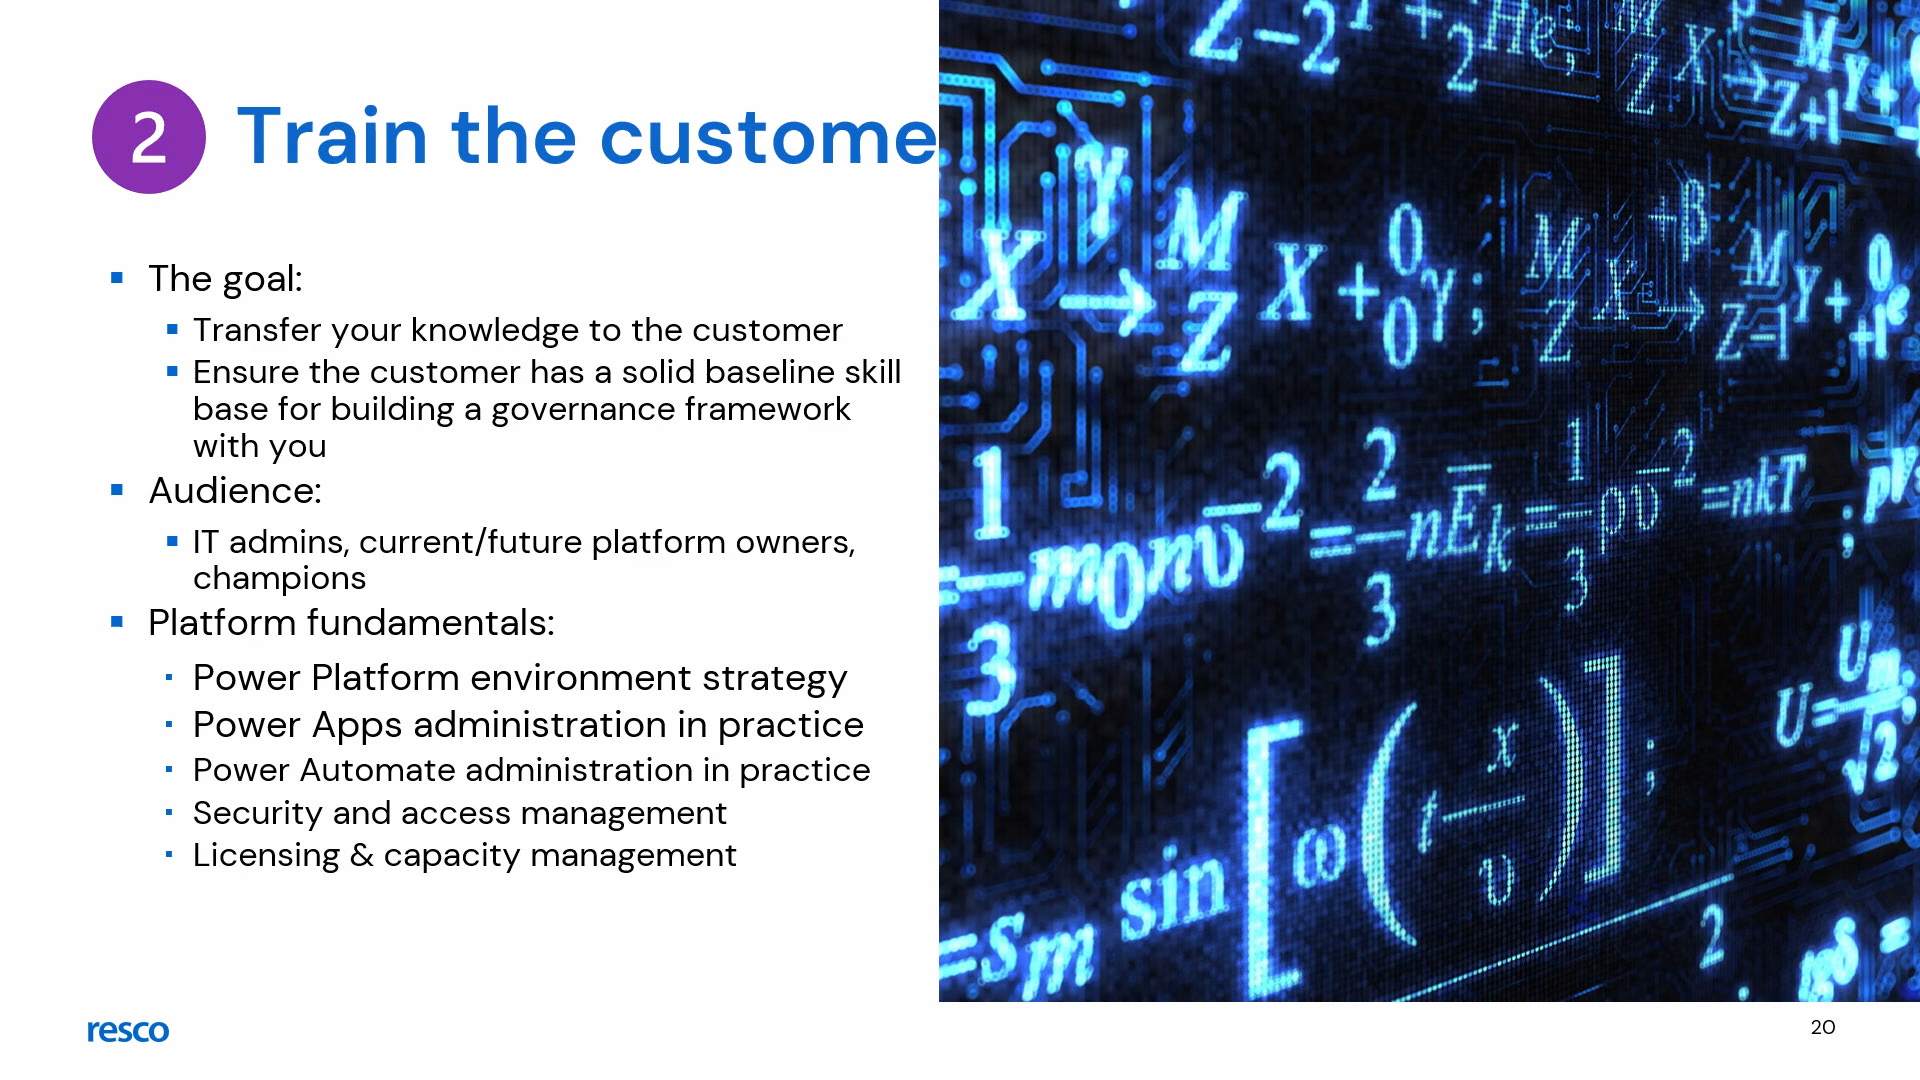 2 Train the custome
The goal:
Transfer your knowledge to the customer
Ensure the customer has a solid baseline skill
base for building a governance framework
with you
Audience:
IT admins, current/future platform owners,
champions
Platform fundamentals:
Power Platform environment strategy
Power Apps administration in practice
Power Automate administration in practice
Security and access management
Licensing & capacity management
resco
20